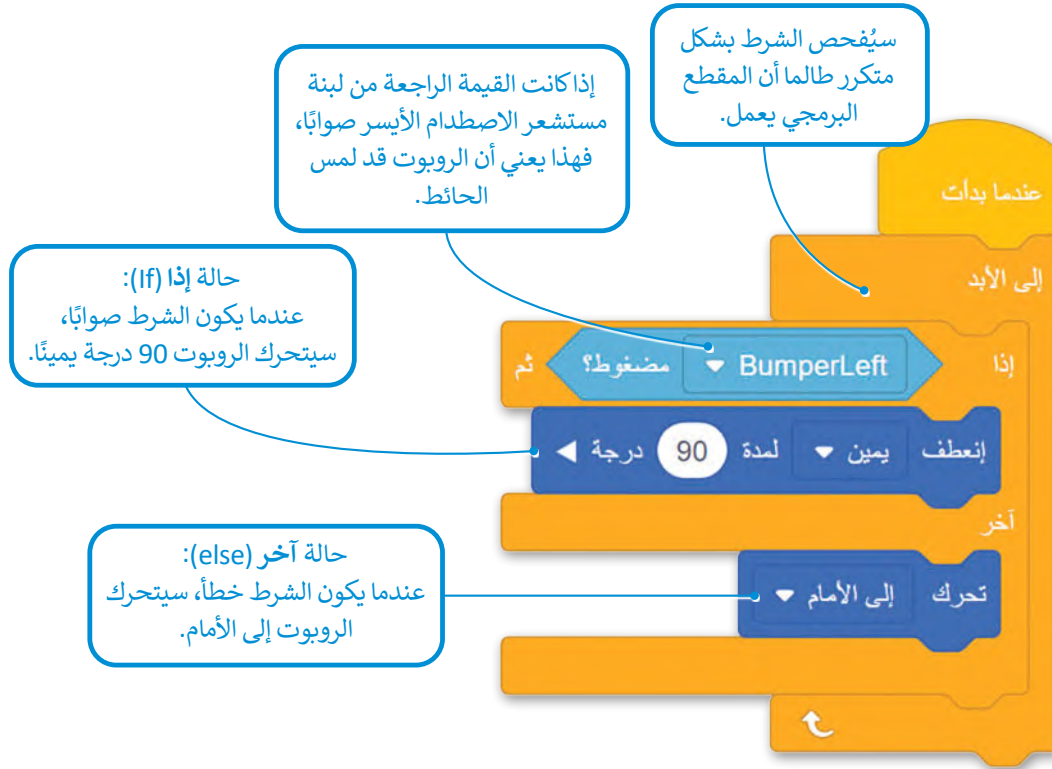 سيُفحص الشرط بشكل
متكرر طالما أن المقطع
البرمجي يعمل.
إذا كانت القيمة الراجعة من لبنة
مستشعر الاصطدام الأيسر صوابًا،
فهذا يعني أن الروبوت قد لمس
الحائط.
حالة إذا (If):
عندما يكون الشرط صوابًا،
سيتحرك الروبوت 90 درجة يمينًا.
حالة آخر (else):
عندما يكون الشرط خطأ، سيتحرك
الروبوت إلى الأمام.
عندما بدأت
إلى الأبد
إذا BumperLeft مضغوط؟ ثم
إنعطف يمين لمدة 90 درجة
آخر
تحرك إلى الأمام